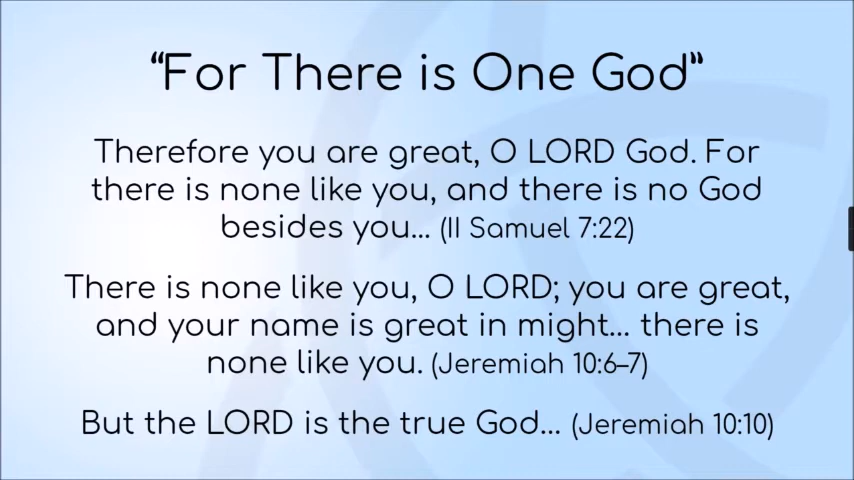 “For There is One God”
Therefore you are great, O LORD God. For
there is none like you, and there is no God
besides you... (II Samuel 7:22)
There is none like you, O LORD; you are great,
and your name is great in might... there is
none like you. (Jeremiah 10:6–7)
But the LORD is the true God... (Jeremiah 10:10)